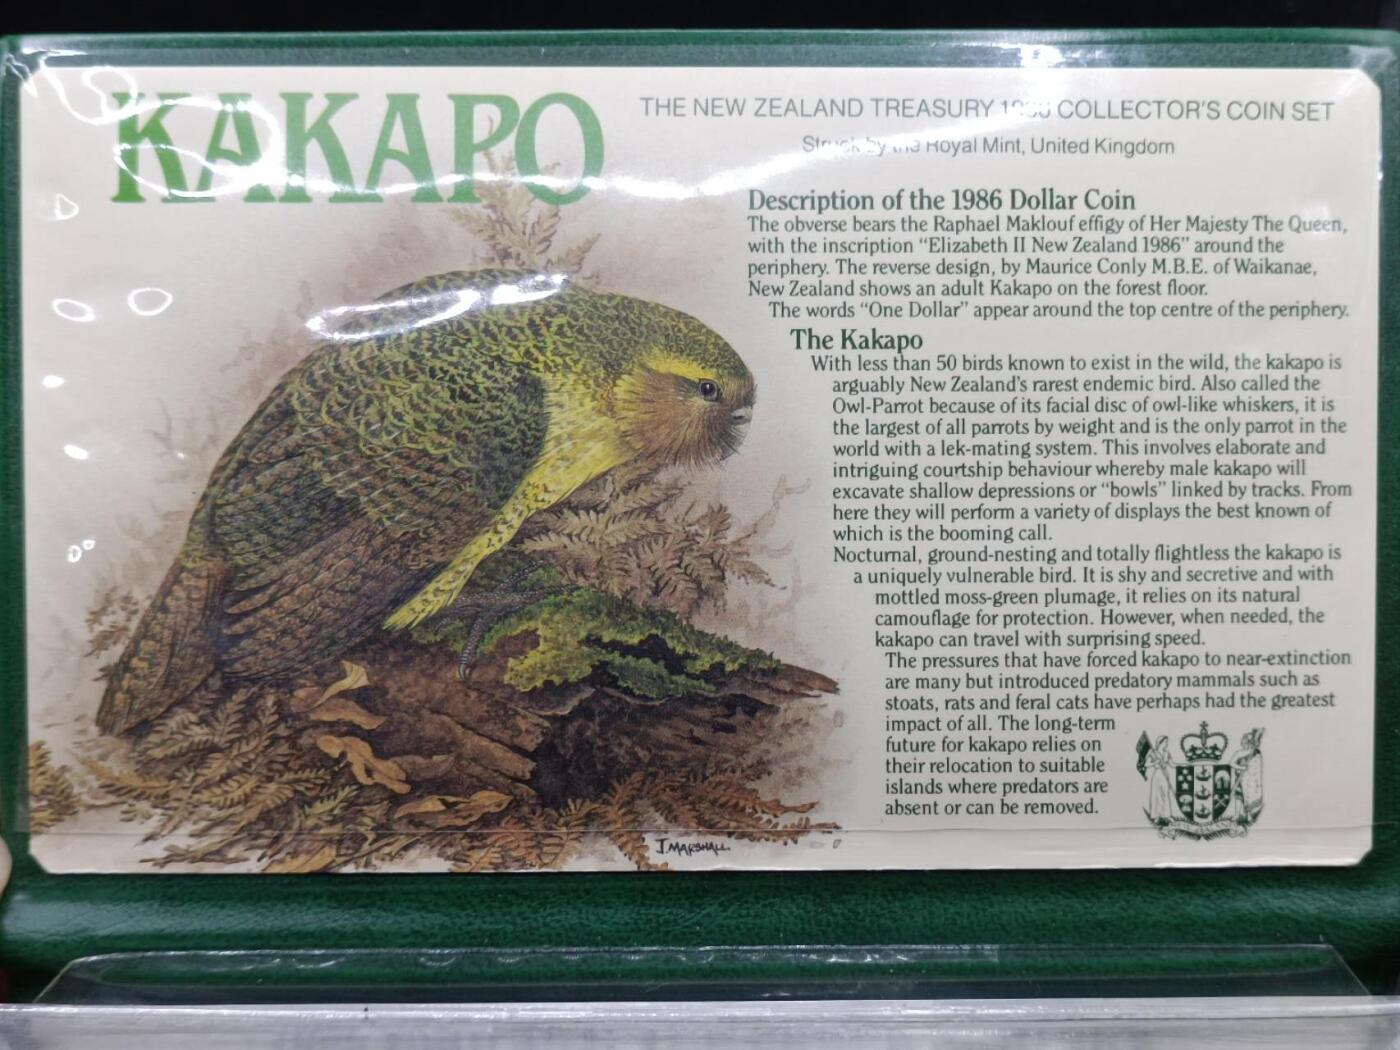 KAKAPO
THE NEW ZEALAND TREASURY 1986 COLLECTOR'S COIN SET
Struck by the Royal Mint, United Kingdom
Description of the 1986 Dollar Coin
The obverse bears the Raphael Maklouf effigy of Her Majesty The Queen,
with the inscription “Elizabeth II New Zealand 1986” around the
periphery. The reverse design, by Maurice Conly M.B.E. of Waikanae,
New Zealand shows an adult Kakapo on the forest floor.
The words “One Dollar” appear around the top centre of the periphery.
The Kakapo
With less than 50 birds known to exist in the wild, the kakapo is
arguably New Zealand's rarest endemic bird. Also called the
Owl-Parrot because of its facial disc of owl-like whiskers, it is
the largest of all parrots by weight and is the only parrot in the
world with a lek-mating system. This involves elaborate and
intriguing courtship behaviour whereby male kakapo will
excavate shallow depressions or “bowls” linked by tracks. From
here they will perform a variety of displays the best known of
which is the booming call.
Nocturnal, ground-nesting and totally flightless the kakapo is
a uniquely vulnerable bird. It is shy and secretive and with
mottled moss-green plumage, it relies on its natural
camouflage for protection. However, when needed, the
kakapo can travel with surprising speed.
The pressures that have forced kakapo to near-extinction
are many but introduced predatory mammals such as
stoats, rats and feral cats have perhaps had the greatest
impact of all. The long-term
future for kakapo relies on
their relocation to suitable
islands where predators are
absent or can be removed.
J. MARSHALL